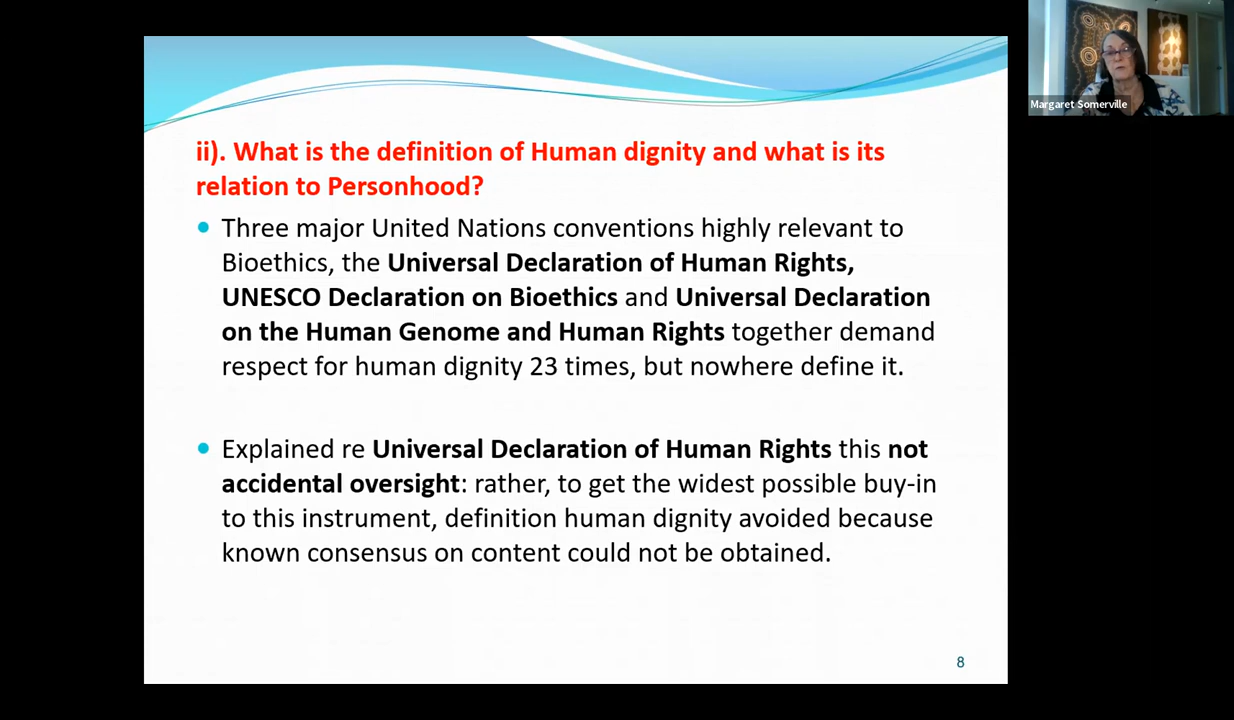 Margaret Somerville
ii). What is the definition of Human dignity and what is its
relation to Personhood?
• Three major United Nations conventions highly relevant to
Bioethics, the Universal Declaration of Human Rights,
UNESCO Declaration on Bioethics and Universal Declaration
on the Human Genome and Human Rights together demand
respect for human dignity 23 times, but nowhere define it.
• Explained re Universal Declaration of Human Rights this not
accidental oversight: rather, to get the widest possible buy-in
to this instrument, definition human dignity avoided because
known consensus on content could not be obtained.
8